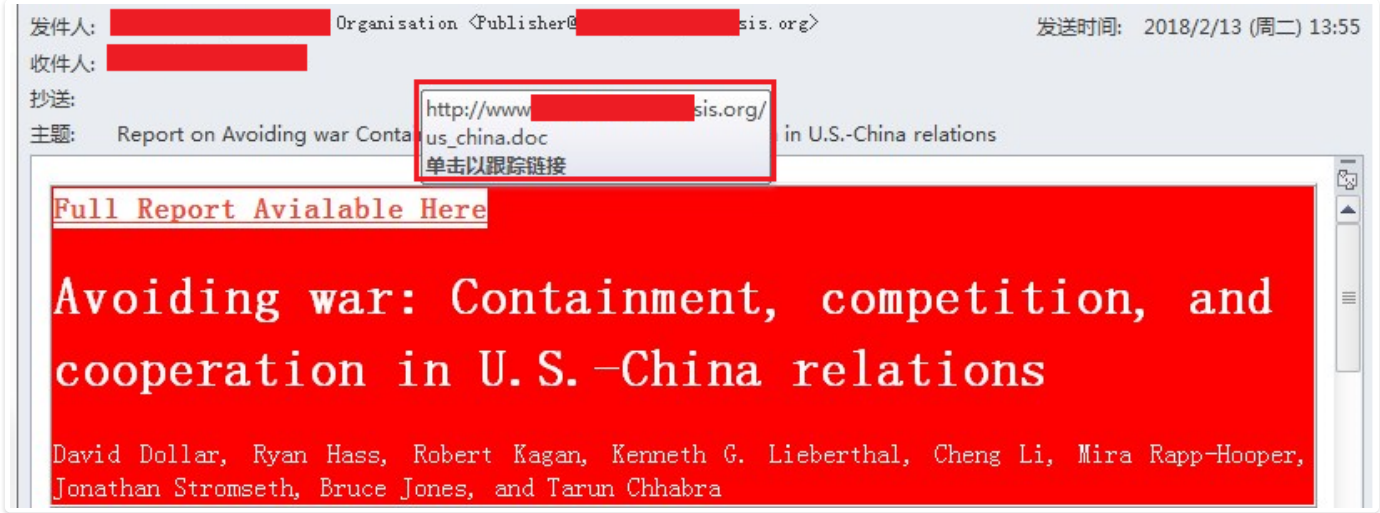 发件人: Organisation <Publisher@ sis.org> 发送时间: 2018/2/13 (周二) 13:55
收件人:
抄送:
http://www sis.org/
主题: Report on Avoiding war Contai in U.S.-China relations
us_china.doc
单击以跟踪链接
Full Report Avialable Here
Avoiding war: Containment, competition, and
cooperation in U.S.-China relations
David Dollar, Ryan Hass, Robert Kagan, Kenneth G. Lieberthal, Cheng Li, Mira Rapp-Hooper,
Jonathan Stromseth, Bruce Jones, and Tarun Chhabra